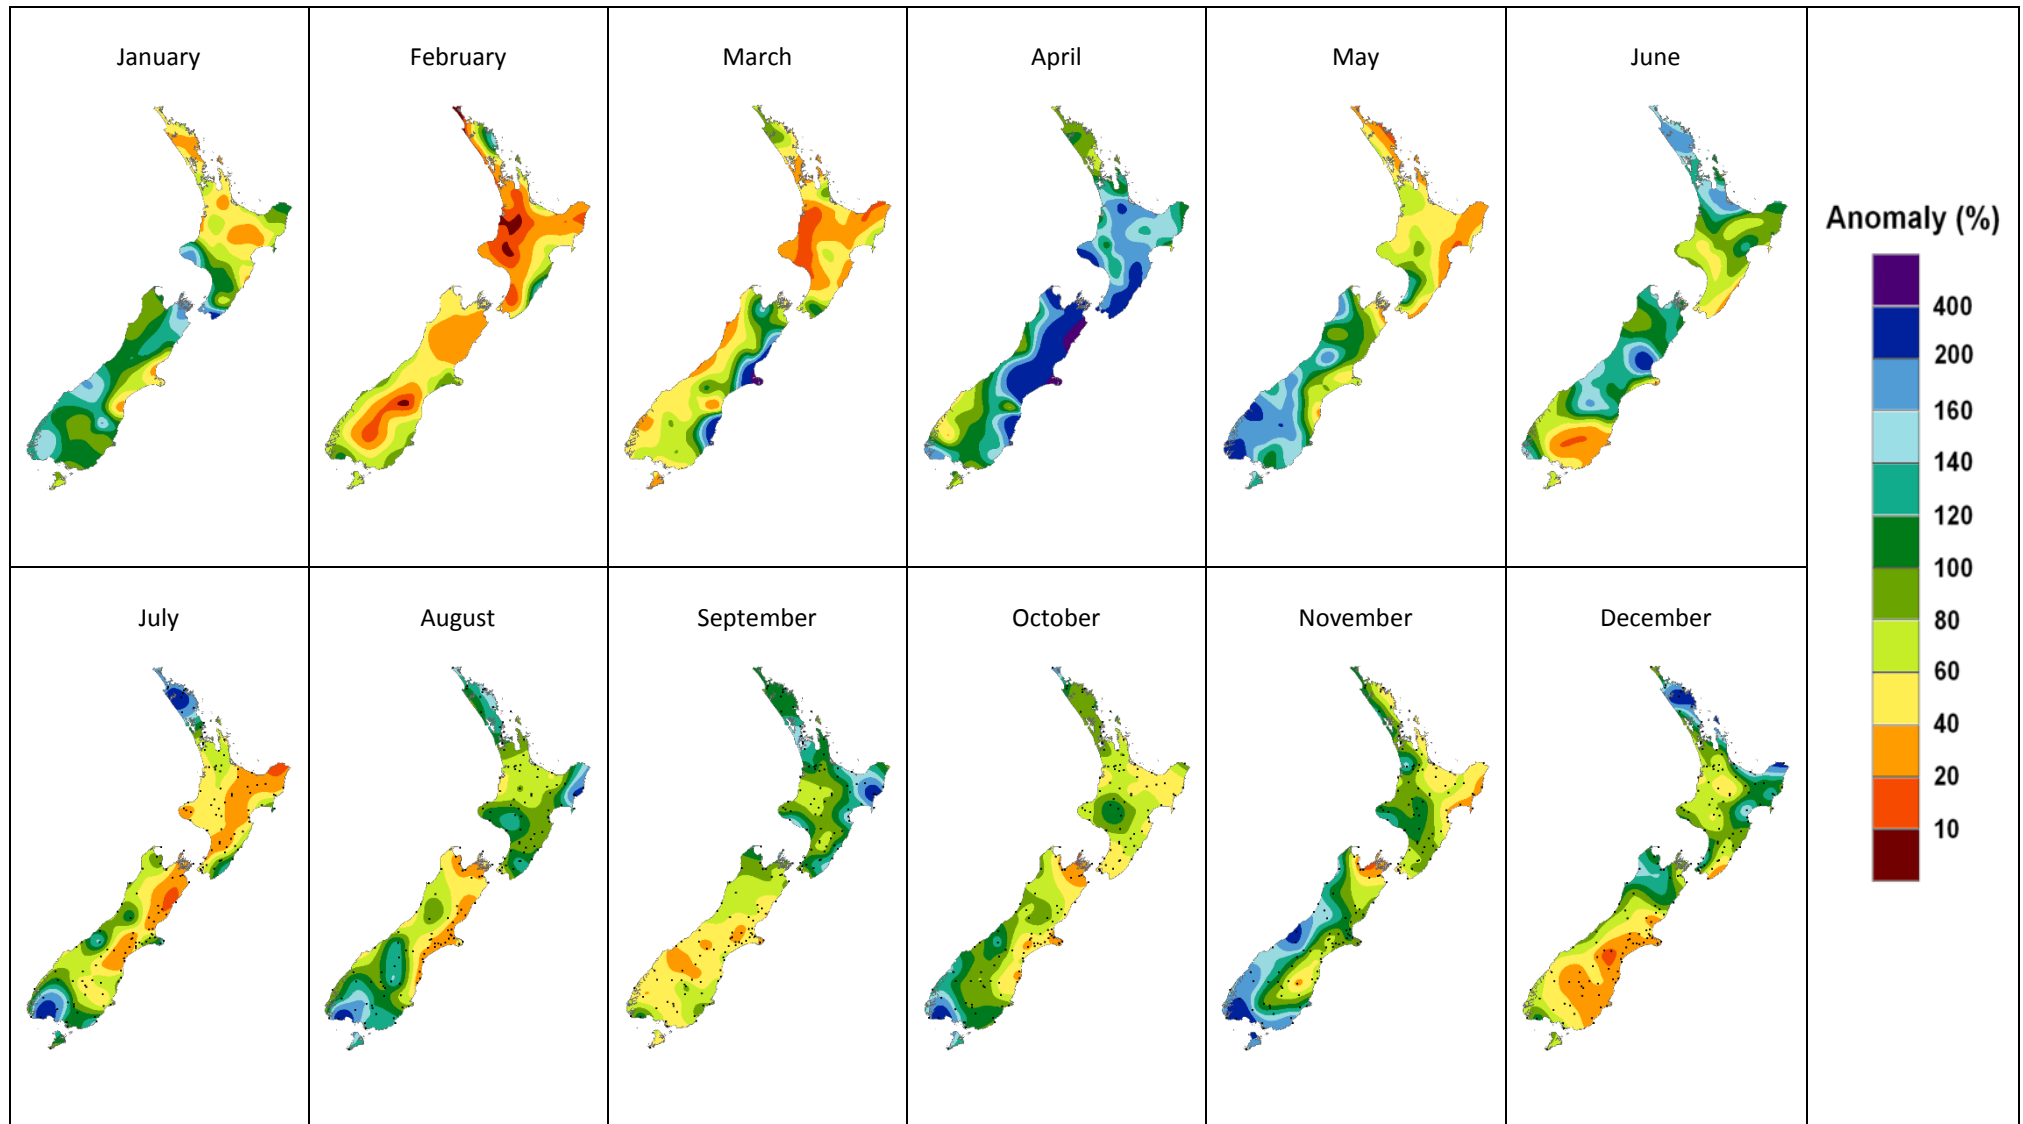 January
February
March
April
May
June
Anomaly (%)
400
200
160
140
120
100
80
60
40
20
10
July
August
September
October
November
December